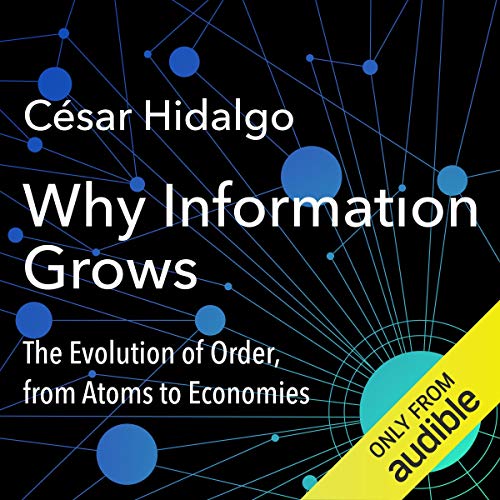 César Hidalgo
Why Information
Grows
The Evolution of Order,
from Atoms to Economies
ONLY FROM
audible